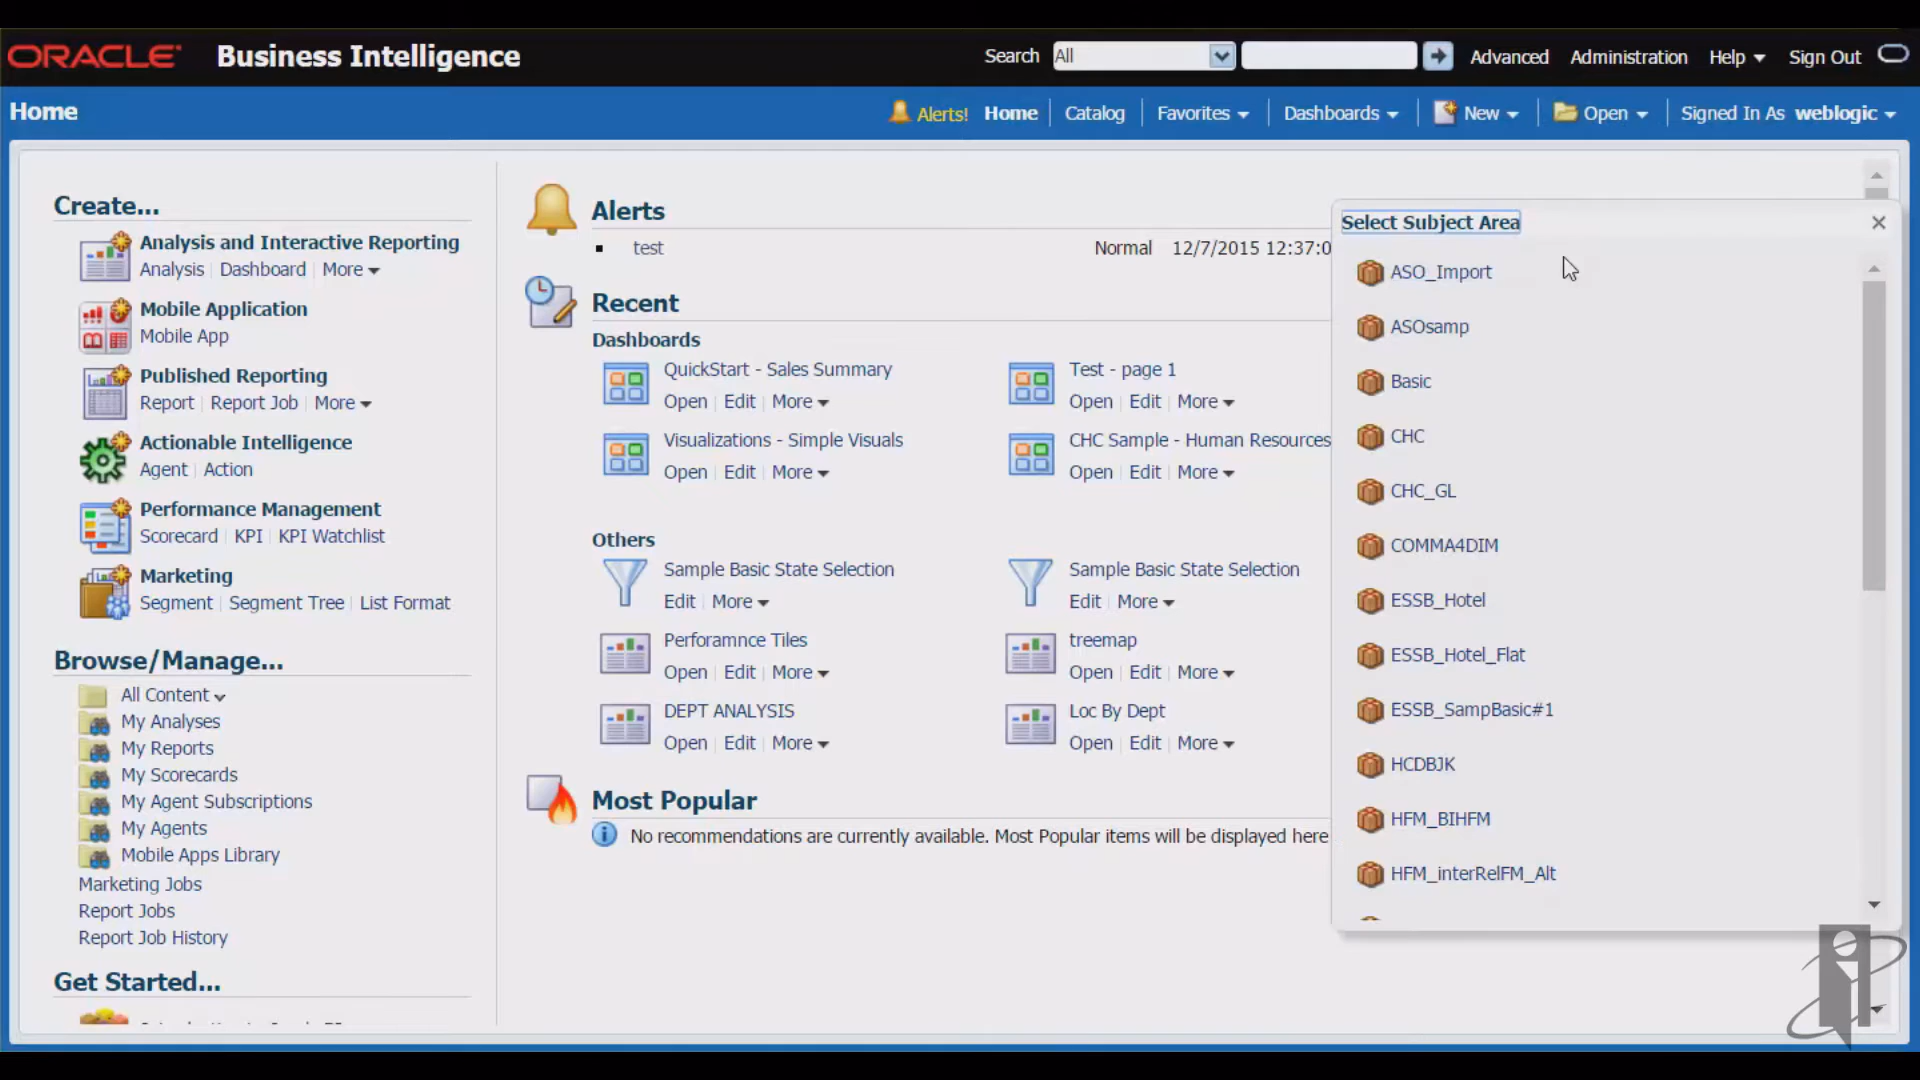 ORACLE Business Intelligence
Search All Advanced Administration Help Sign Out
Home
Alerts! Home Catalog Favorites Dashboards New Open Signed In As weblogic
Create...
Analysis and Interactive Reporting
Analysis Dashboard More
Mobile Application
Mobile App
Published Reporting
Report Report Job More
Actionable Intelligence
Agent Action
Performance Management
Scorecard KPI KPI Watchlist
Marketing
Segment Segment Tree List Format
Browse/Manage...
All Content
My Analyses
My Reports
My Scorecards
My Agent Subscriptions
My Agents
Mobile Apps Library
Marketing Jobs
Report Jobs
Report Job History
Get Started...
Alerts
test Normal 12/7/2015 12:37:0
Recent
Dashboards
QuickStart - Sales Summary
Open Edit More
Test - page 1
Open Edit More
Visualizations - Simple Visuals
Open Edit More
CHC Sample - Human Resources
Open Edit More
Others
Sample Basic State Selection
Edit More
Sample Basic State Selection
Edit More
Perforamnce Tiles
Open Edit More
treemap
Open Edit More
DEPT ANALYSIS
Open Edit More
Loc By Dept
Open Edit More
Most Popular
No recommendations are currently available. Most Popular items will be displayed here
Select Subject Area
ASO_Import
ASOsamp
Basic
CHC
CHC_GL
COMMA4DIM
ESSB_Hotel
ESSB_Hotel_Flat
ESSB_SampBasic#1
HCDBJK
HFM_BIHFM
HFM_interRelFM_Alt